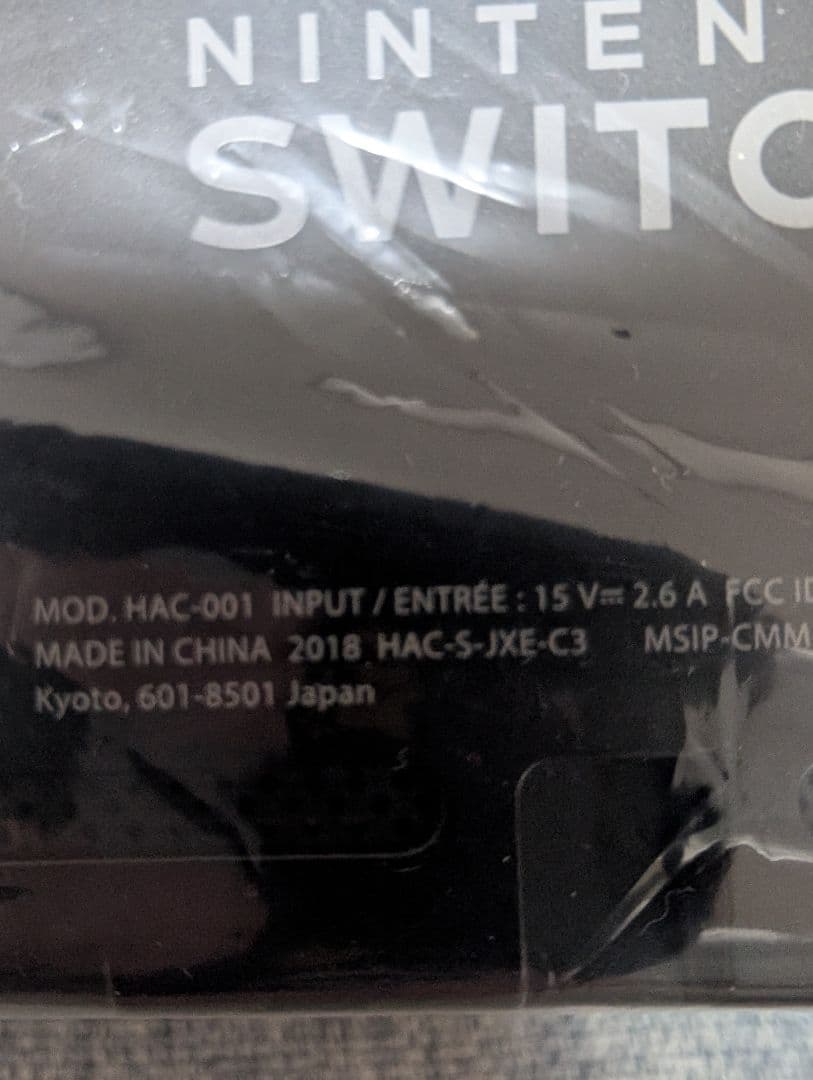 NINTEN
SWITC
MOD. HAC-001 INPUT / ENTRÉE : 15 V⎓ 2.6 A FCC ID
MADE IN CHINA 2018 HAC-S-JXE-C3 MSIP-CMM
Kyoto, 601-8501 Japan